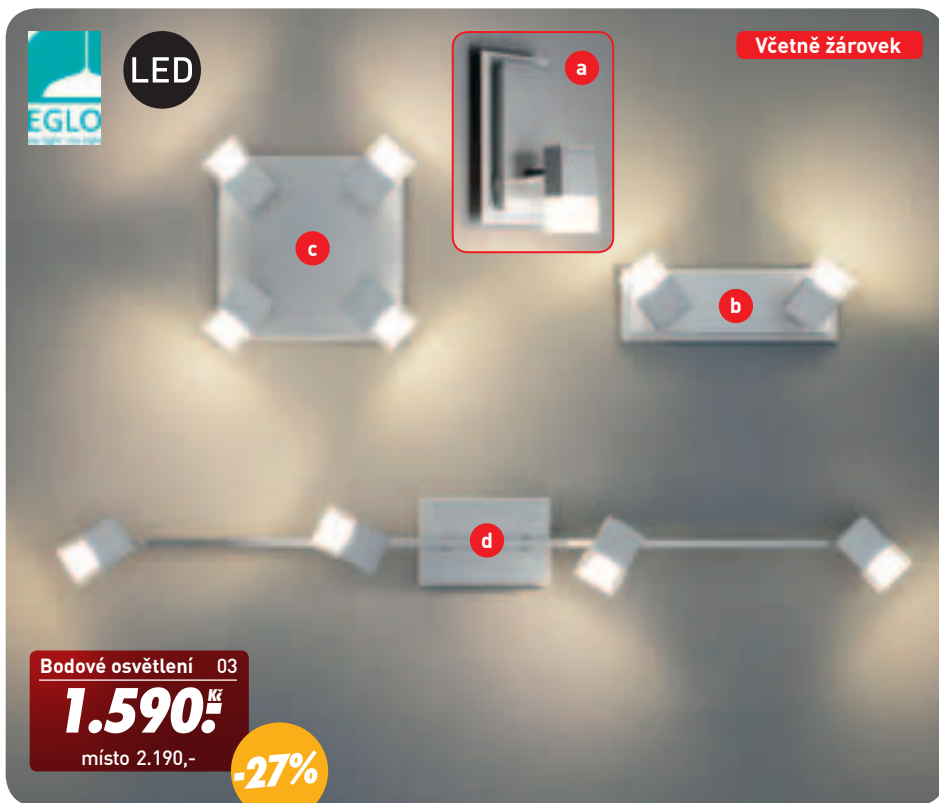 EGLO
LED
a
Včetně žárovek
c
b
d
Bodové osvětlení 03
1.590.- Kč
místo 2.190,-
-27%